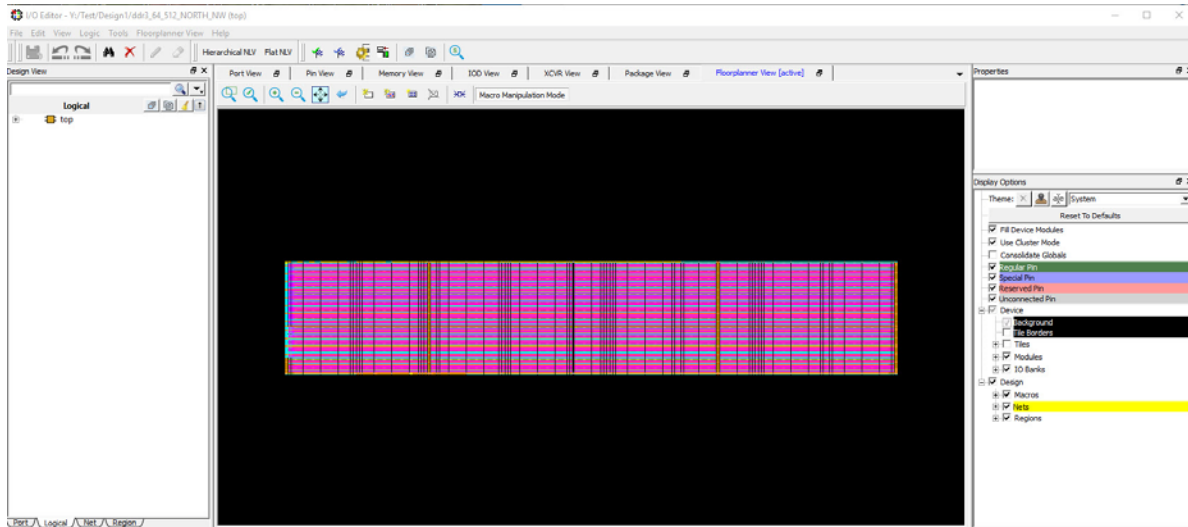 I/O Editor - Y:/Test/Design1/ddr3_64_512_NORTH_NW (top)
File Edit View Logic Tools Floorplanner View Help
Hierarchical NLV Flat NLV
Design View
Port View Pin View Memory View IOD View XCVR View Package View Floorplanner View [active]
Properties
Macro Manipulation Mode
Logical
top
Display Options
Theme: System
Reset To Defaults
Fill Device Modules
Use Cluster Mode
Consolidate Globals
Regular Pin
Special Pin
Reserved Pin
Unconnected Pin
Device
Background
Tile Borders
Tiles
Modules
IO Banks
Design
Macros
Nets
Regions
Port Logical Net Region